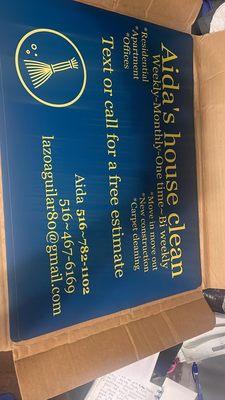 Aida's house clean
Weekly-Monthly-One time~Bi weekly
*Residential
*Apartment
*Offices
*Move in move out
*New construction
*Carpet cleaning
Text or call for a free estimate
Aida 516-782-1102
516~467-6169
lazoaguilar80@gmail.com